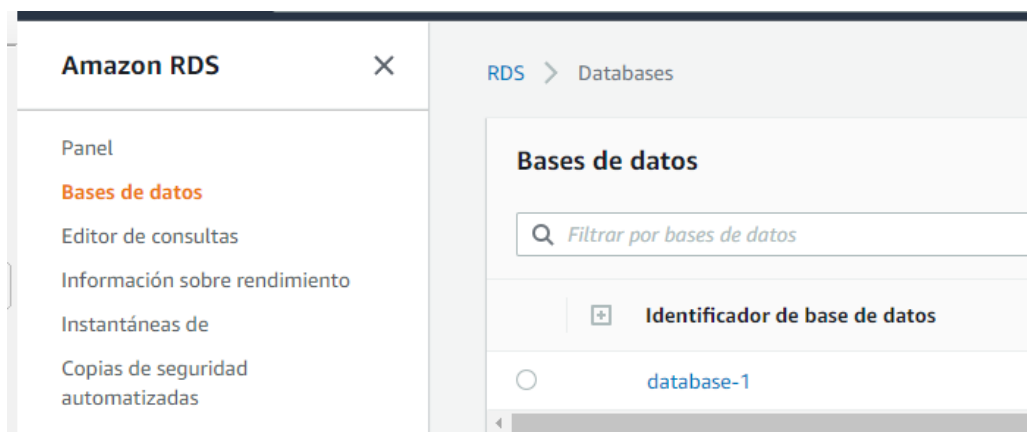 Amazon RDS
Panel
Bases de datos
Editor de consultas
Información sobre rendimiento
Instantáneas de
Copias de seguridad
automatizadas
RDS > Databases
Bases de datos
Filtrar por bases de datos
Identificador de base de datos
database-1